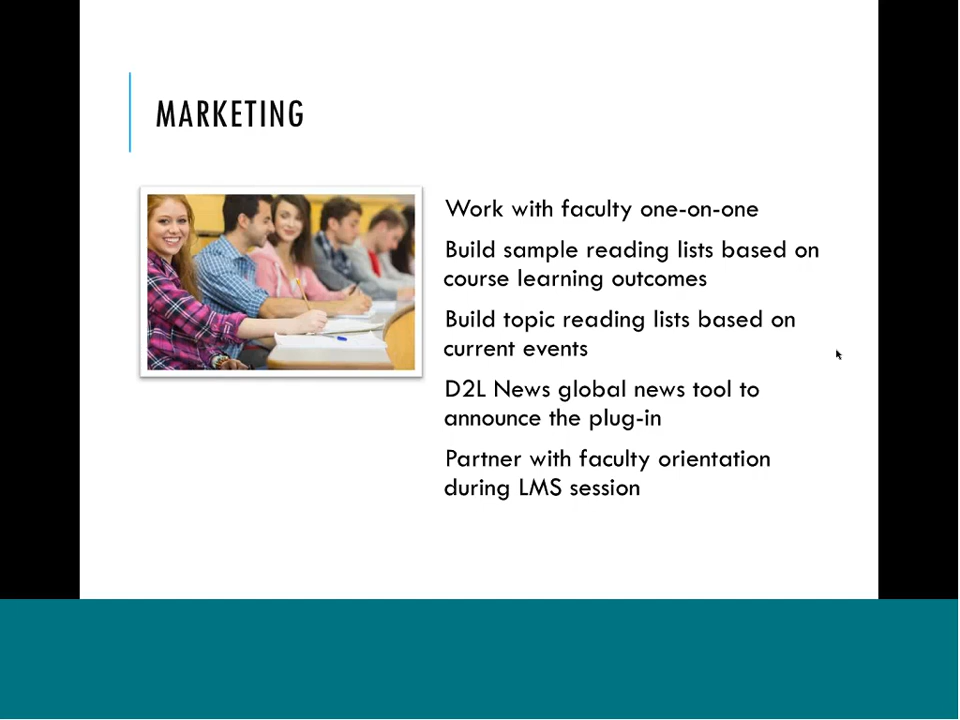 MARKETING
Work with faculty one-on-one
Build sample reading lists based on
course learning outcomes
Build topic reading lists based on
current events
D2L News global news tool to
announce the plug-in
Partner with faculty orientation
during LMS session